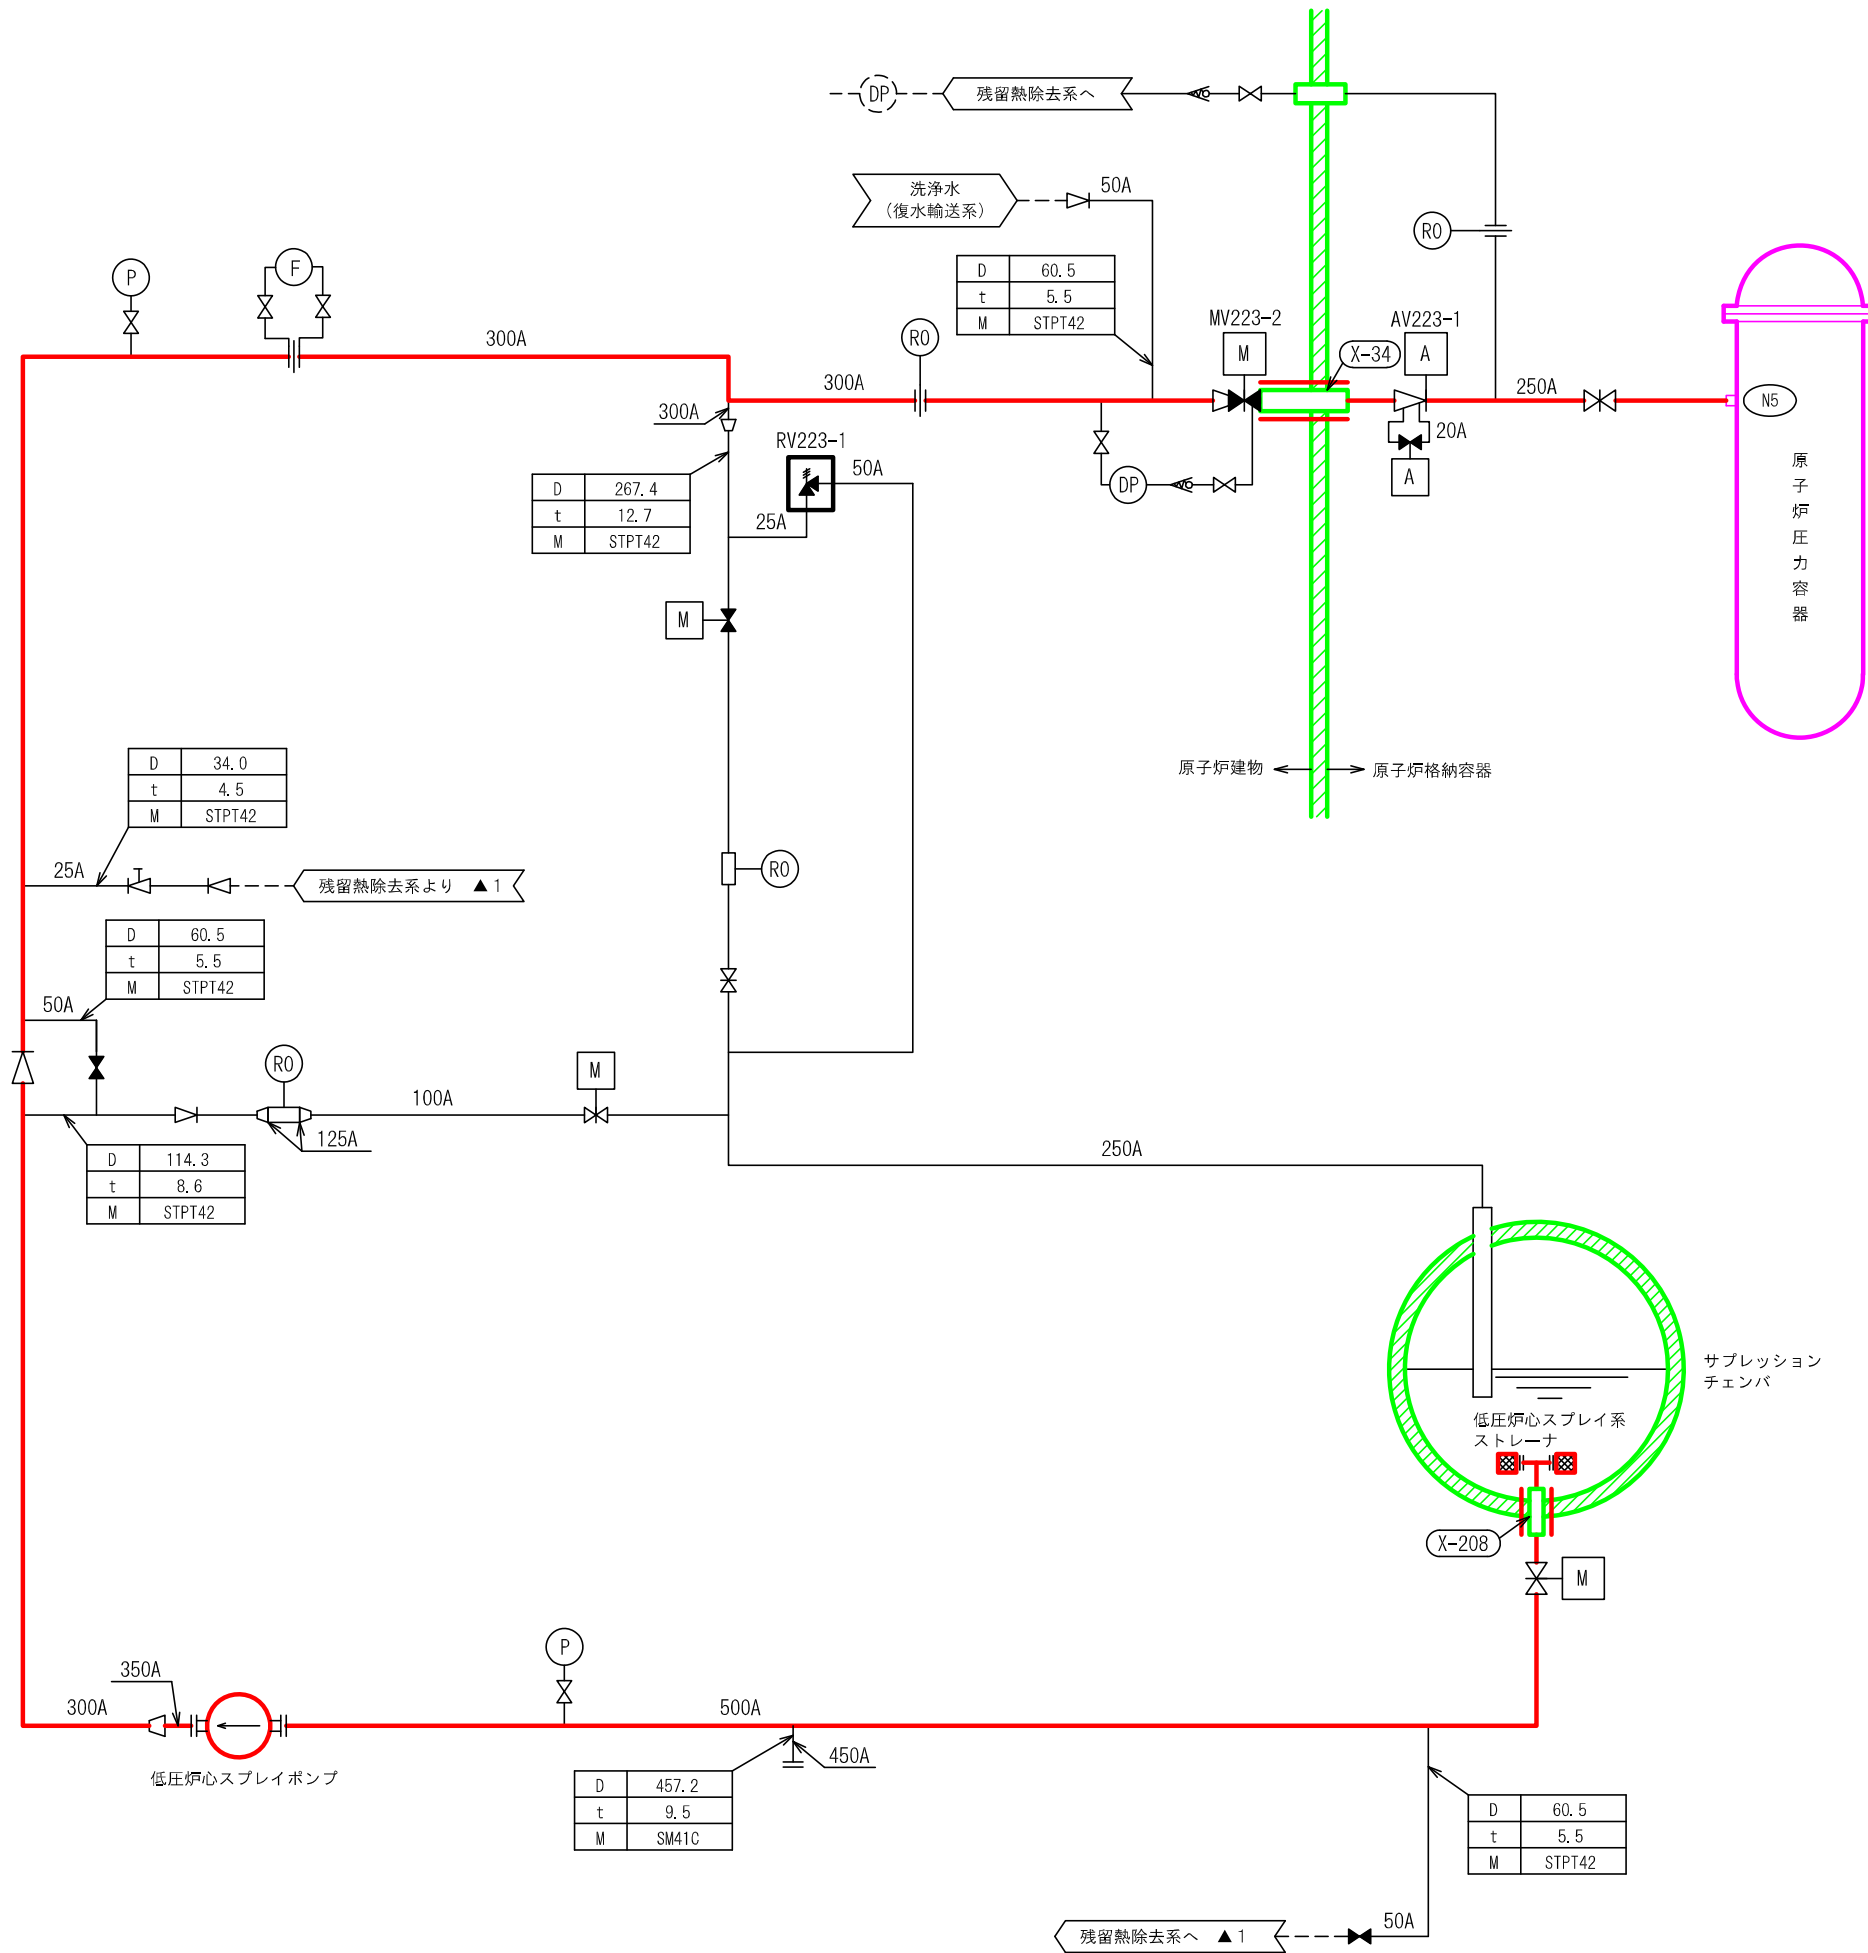 DP
残留熱除去系へ
洗浄水
(復水輸送系)
50A
RO
P
F
D 60.5
t 5.5
M STPT42
MV223-2
M
AV223-1
A
X-34
RO
300A
300A
250A
N5
300A
20A
A
RV223-1
50A
DP
D 267.4
t 12.7
M STPT42
25A
M
原子炉圧力容器
原子炉建物
原子炉格納容器
D 34.0
t 4.5
M STPT42
25A
残留熱除去系より ▲1
RO
D 60.5
t 5.5
M STPT42
50A
RO
M
100A
125A
250A
D 114.3
t 8.6
M STPT42
サプレッション
チェンバ
低圧炉心スプレイ系
ストレーナ
X-208
M
P
350A
300A
500A
450A
低圧炉心スプレイポンプ
D 457.2
t 9.5
M SM41C
D 60.5
t 5.5
M STPT42
残留熱除去系へ ▲1
50A